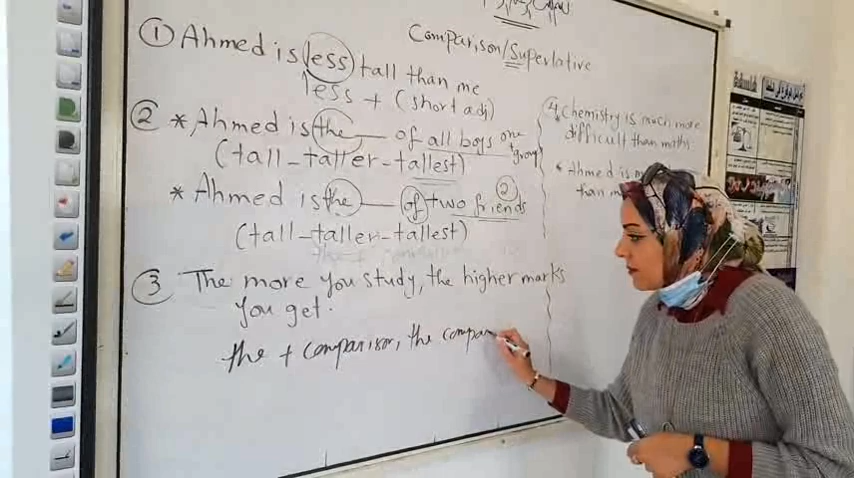 Comparison/Superlative
① Ahmed is less tall than me
less + (short adj)
② * Ahmed is the __ of all boys one group
(tall - taller - tallest)
* Ahmed is the __ of two friends ②
(tall - taller - tallest)
③ The more you study, the higher marks
you get.
the + comparison, the compar
4 Chemistry is much more
difficult than maths
* Ahmed is m
than m